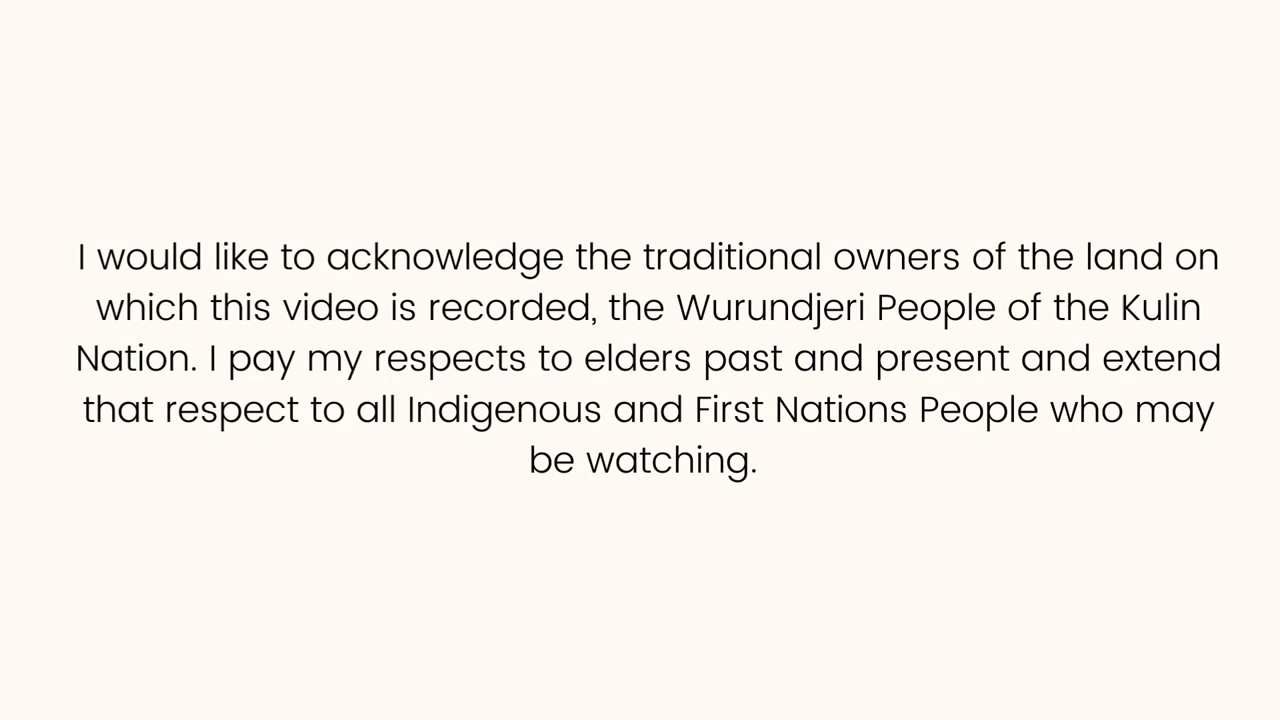 I would like to acknowledge the traditional owners of the land on
which this video is recorded, the Wurundjeri People of the Kulin
Nation. I pay my respects to elders past and present and extend
that respect to all Indigenous and First Nations People who may
be watching.